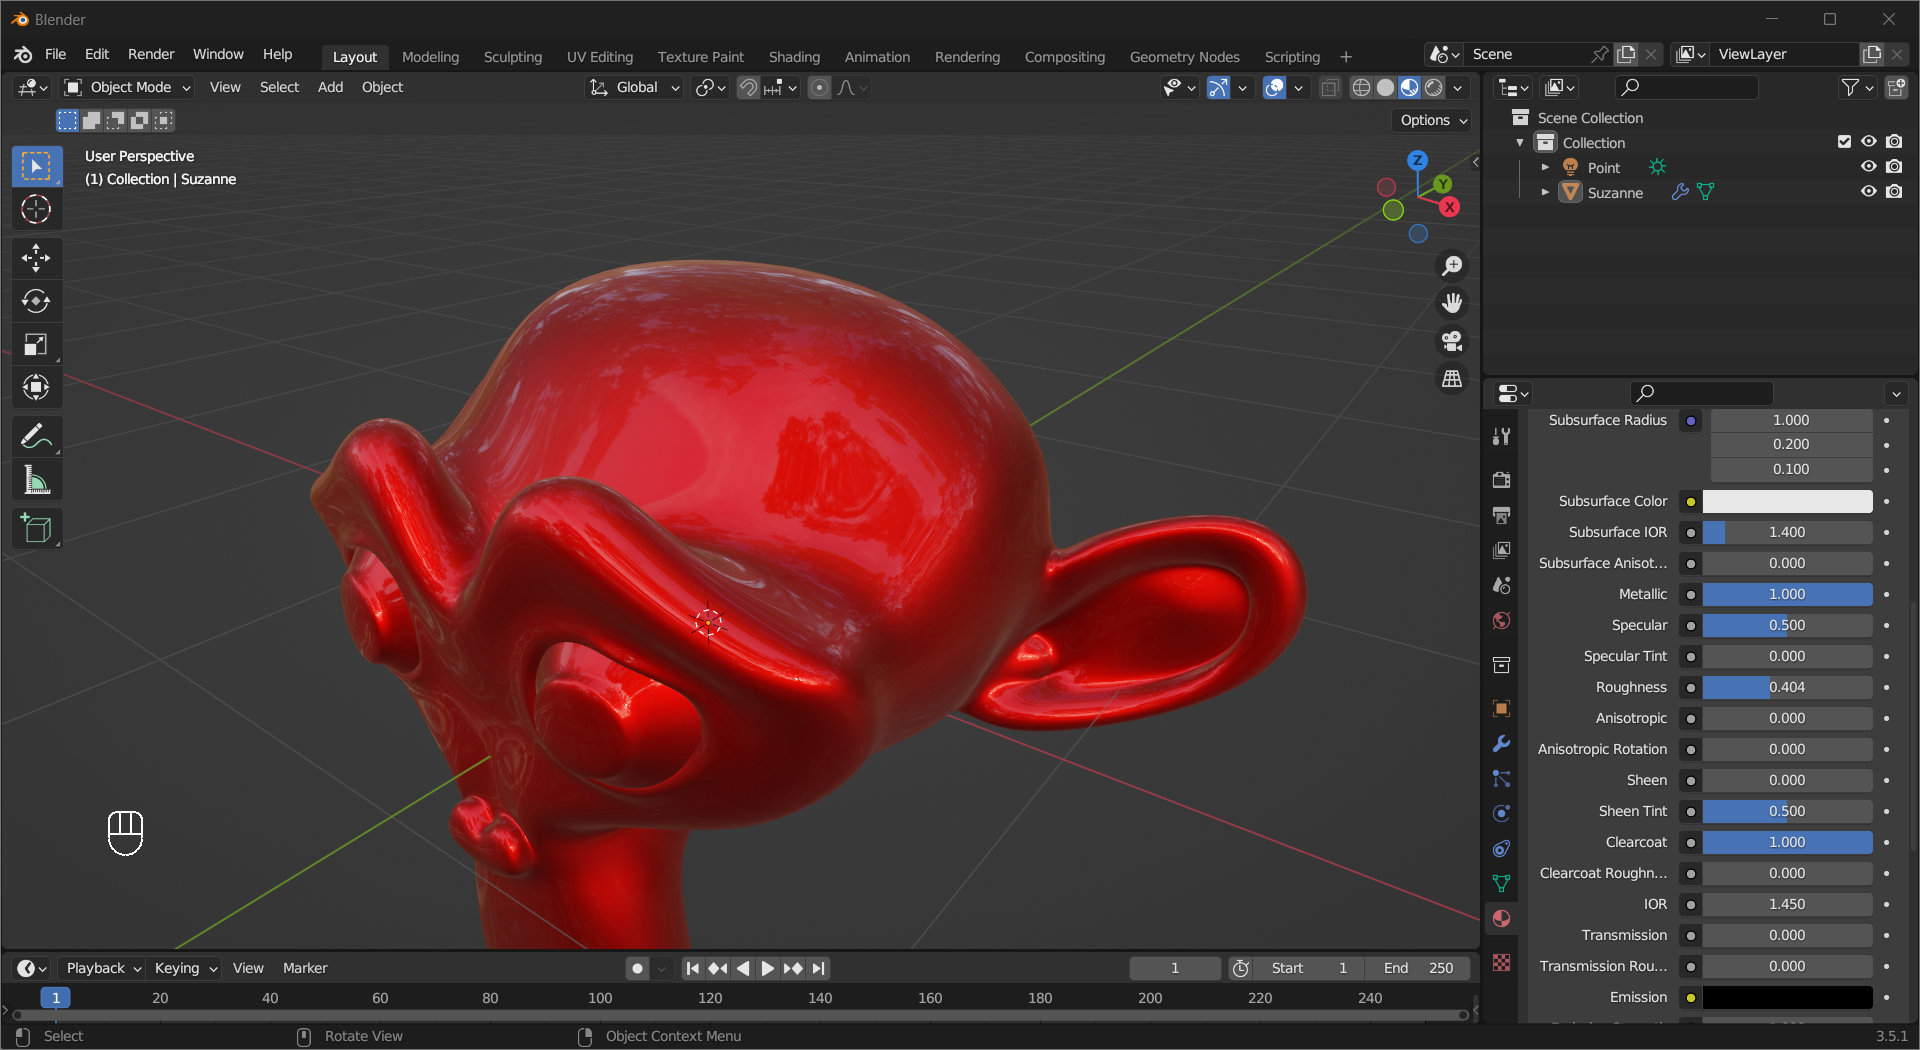 Blender
File Edit Render Window Help Layout Modeling Sculpting UV Editing Texture Paint Shading Animation Rendering Compositing Geometry Nodes Scripting + Scene ViewLayer
Object Mode View Select Add Object Global
Options
User Perspective
(1) Collection | Suzanne
Z
Y
X
Scene Collection
Collection
Point
Suzanne
Subsurface Radius 1.000
0.200
0.100
Subsurface Color
Subsurface IOR 1.400
Subsurface Anisot... 0.000
Metallic 1.000
Specular 0.500
Specular Tint 0.000
Roughness 0.404
Anisotropic 0.000
Anisotropic Rotation 0.000
Sheen 0.000
Sheen Tint 0.500
Clearcoat 1.000
Clearcoat Roughn... 0.000
IOR 1.450
Transmission 0.000
Transmission Rou... 0.000
Emission
Playback Keying View Marker 1 Start 1 End 250
1 20 40 60 80 100 120 140 160 180 200 220 240
Select Rotate View Object Context Menu 3.5.1